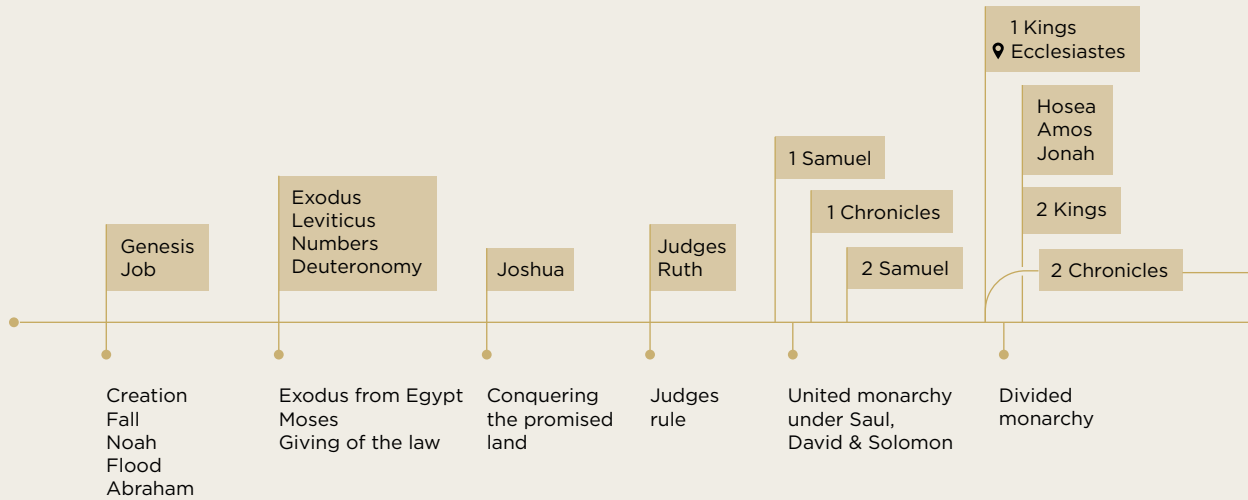 1 Kings
Ecclesiastes
Hosea
Amos
Jonah
1 Samuel
Exodus
Leviticus
Numbers
Deuteronomy
1 Chronicles
2 Kings
Genesis
Job
Joshua
Judges
Ruth
2 Samuel
2 Chronicles
Creation
Fall
Noah
Flood
Abraham
Exodus from Egypt
Moses
Giving of the law
Conquering
the promised
land
Judges
rule
United monarchy
under Saul,
David & Solomon
Divided
monarchy